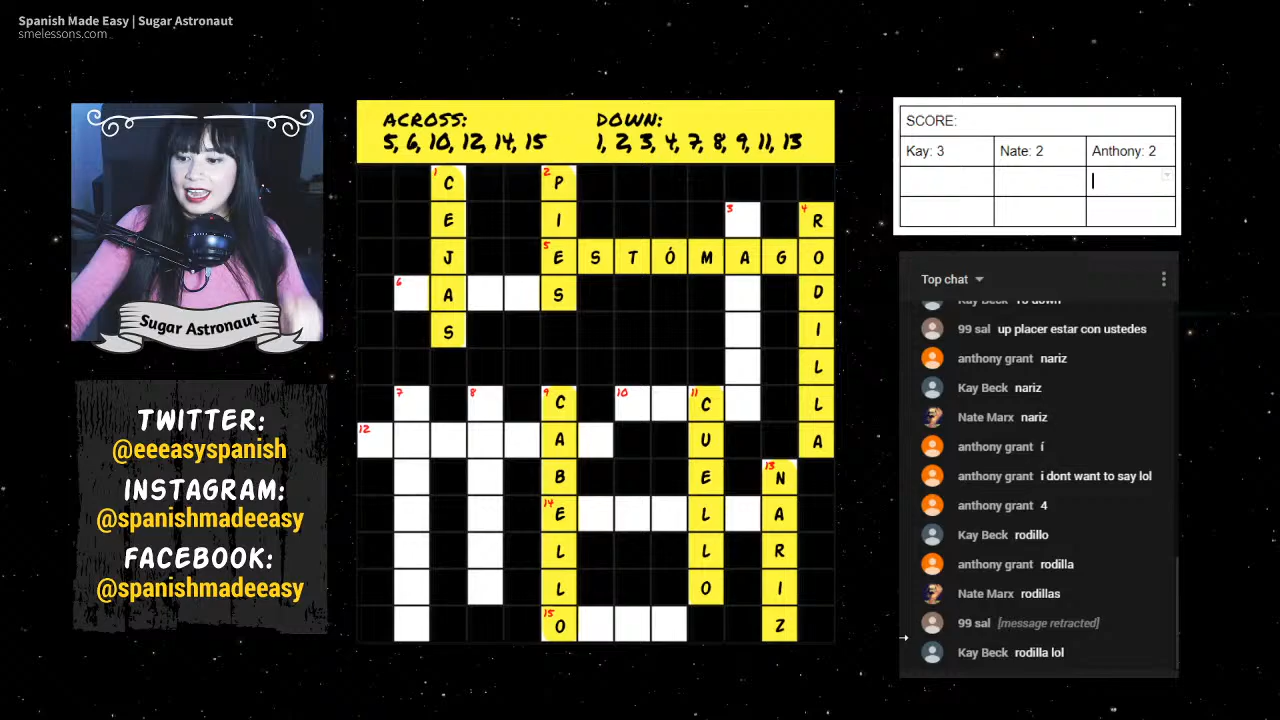 Spanish Made Easy | Sugar Astronaut
smelessons.com
Sugar Astronaut
TWITTER:
@eeeasyspanish
INSTAGRAM:
@spanishmadeeasy
FACEBOOK:
@spanishmadeeasy
ACROSS:
5, 6, 10, 12, 14, 15
DOWN:
1, 2, 3, 4, 7, 8, 9, 11, 13
1 C 2 P
E I 3 4 R
J 5 E S T Ó M A G O
6 A S D
S I
L
7 8 9 C 10 11 C L
12 A U A
B E 13 N
14 E L A
L L R
L O I
15 O Z
SCORE:
Kay: 3 Nate: 2 Anthony: 2
Top chat
Kay Beck 13 down
99 sal up placer estar con ustedes
anthony grant nariz
Kay Beck nariz
Nate Marx nariz
anthony grant í
anthony grant i dont want to say lol
anthony grant 4
Kay Beck rodillo
anthony grant rodilla
Nate Marx rodillas
99 sal [message retracted]
Kay Beck rodilla lol